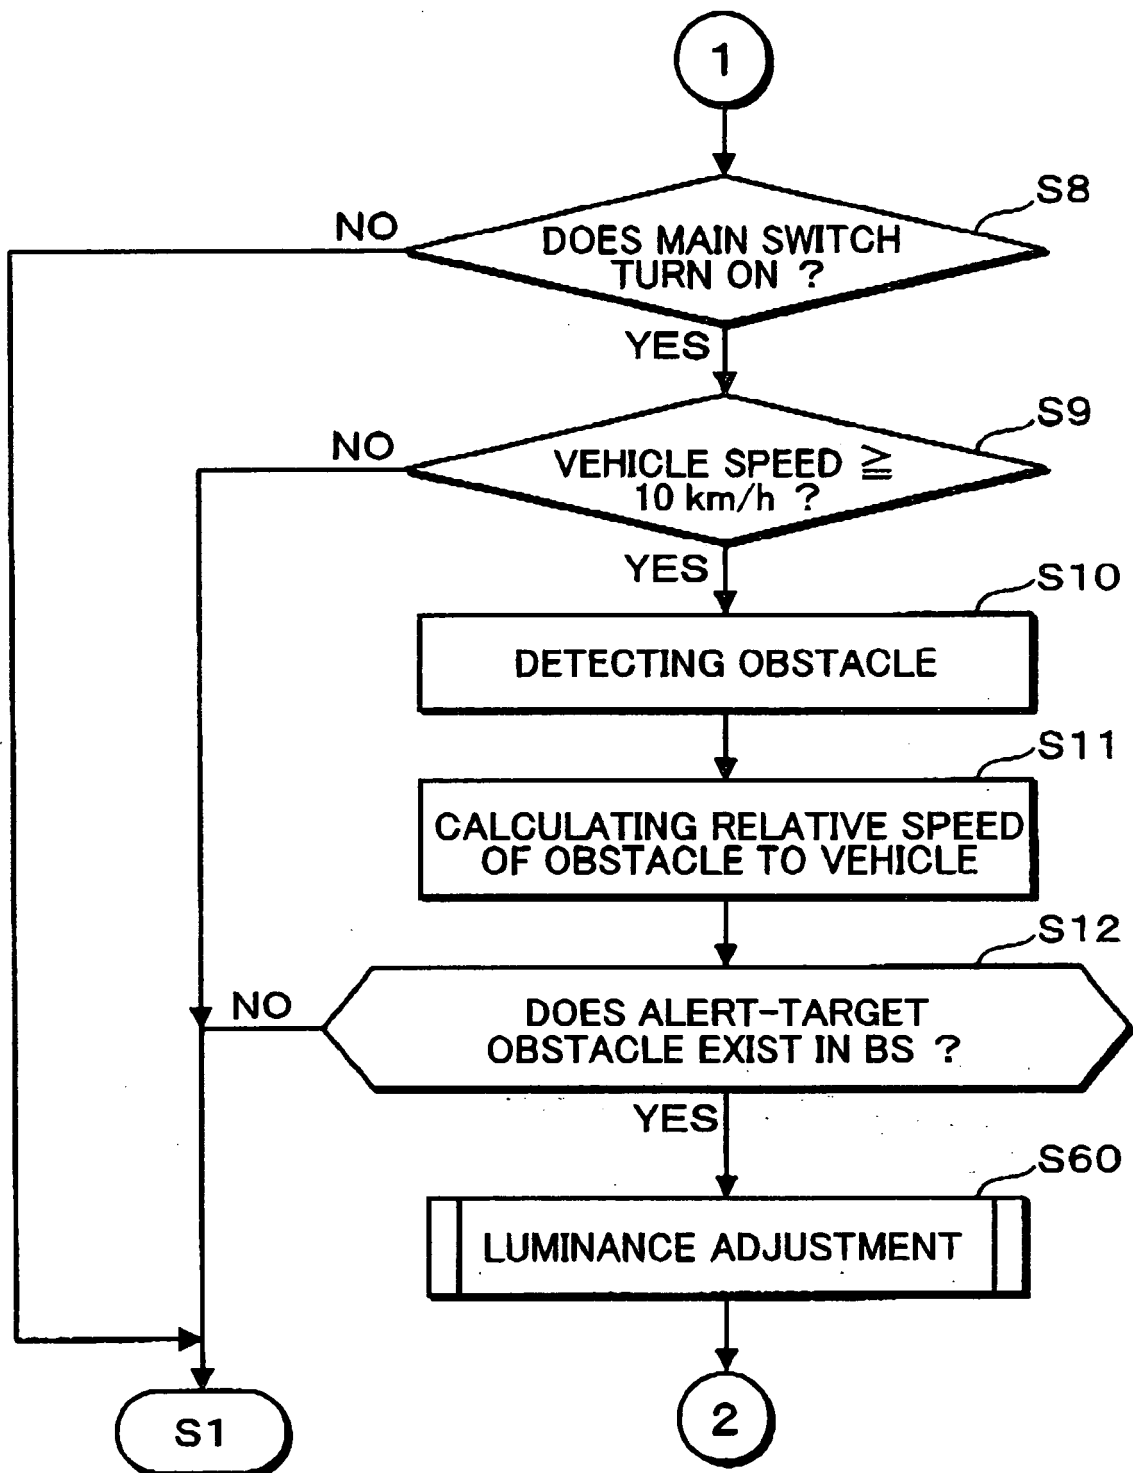 1
S8
NO
DOES MAIN SWITCH
TURN ON ?
YES
S9
NO
VEHICLE SPEED ≧
10 km/h ?
YES
S10
DETECTING OBSTACLE
S11
CALCULATING RELATIVE SPEED
OF OBSTACLE TO VEHICLE
S12
NO
DOES ALERT-TARGET
OBSTACLE EXIST IN BS ?
YES
S60
LUMINANCE ADJUSTMENT
S1
2